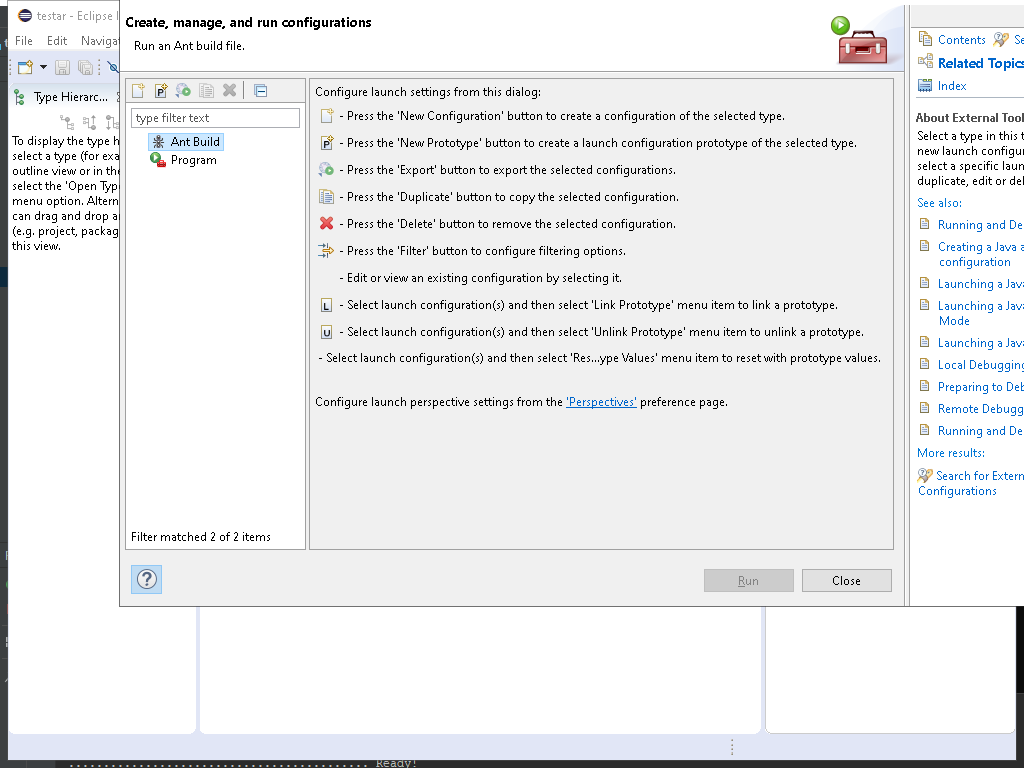 testar - Eclipse I
File Edit Navigat
Type Hierarc...
To display the type h
select a type (for exa
outline view or in the
select the 'Open Typ
menu option. Altern
can drag and drop a
(e.g. project, packag
this view.
Create, manage, and run configurations
Run an Ant build file.
type filter text
Ant Build
Program
Filter matched 2 of 2 items
Configure launch settings from this dialog:
- Press the 'New Configuration' button to create a configuration of the selected type.
P - Press the 'New Prototype' button to create a launch configuration prototype of the selected type.
- Press the 'Export' button to export the selected configurations.
- Press the 'Duplicate' button to copy the selected configuration.
- Press the 'Delete' button to remove the selected configuration.
- Press the 'Filter' button to configure filtering options.
- Edit or view an existing configuration by selecting it.
L - Select launch configuration(s) and then select 'Link Prototype' menu item to link a prototype.
U - Select launch configuration(s) and then select 'Unlink Prototype' menu item to unlink a prototype.
- Select launch configuration(s) and then select 'Res...ype Values' menu item to reset with prototype values.
Configure launch perspective settings from the 'Perspectives' preference page.
?
Run
Close
Contents Se
Related Topics
Index
About External Tool
Select a type in this t
new launch configur
select a specific laun
duplicate, edit or del
See also:
Running and De
Creating a Java a
configuration
Launching a Java
Launching a Java
Mode
Launching a Java
Local Debugging
Preparing to Deb
Remote Debugg
Running and De
More results:
Search for Extern
Configurations
Ready!